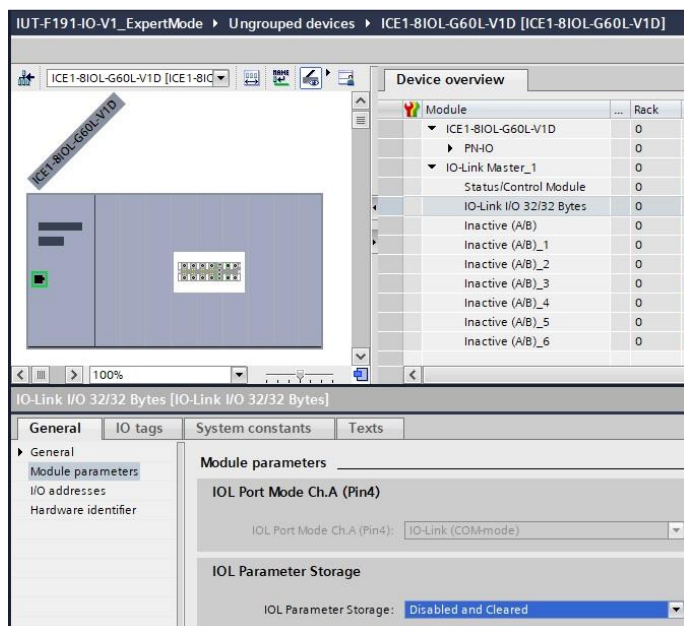 IUT-F191-IO-V1_ExpertMode ▸ Ungrouped devices ▸ ICE1-8IOL-G60L-V1D [ICE1-8IOL-G60L-V1D]
ICE1-8IOL-G60L-V1D [ICE1-8IC
Device overview
ICE1-8IOL-G60L-V1D
Module ... Rack
ICE1-8IOL-G60L-V1D 0
PN-IO 0
IO-Link Master_1 0
Status/Control Module 0
IO-Link I/O 32/32 Bytes 0
Inactive (A/B) 0
Inactive (A/B)_1 0
Inactive (A/B)_2 0
Inactive (A/B)_3 0
Inactive (A/B)_4 0
Inactive (A/B)_5 0
Inactive (A/B)_6 0
100%
IO-Link I/O 32/32 Bytes [IO-Link I/O 32/32 Bytes]
General IO tags System constants Texts
General
Module parameters
I/O addresses
Hardware identifier
Module parameters
IOL Port Mode Ch.A (Pin4)
IOL Port Mode Ch.A (Pin4): IO-Link (COM-mode)
IOL Parameter Storage
IOL Parameter Storage: Disabled and Cleared